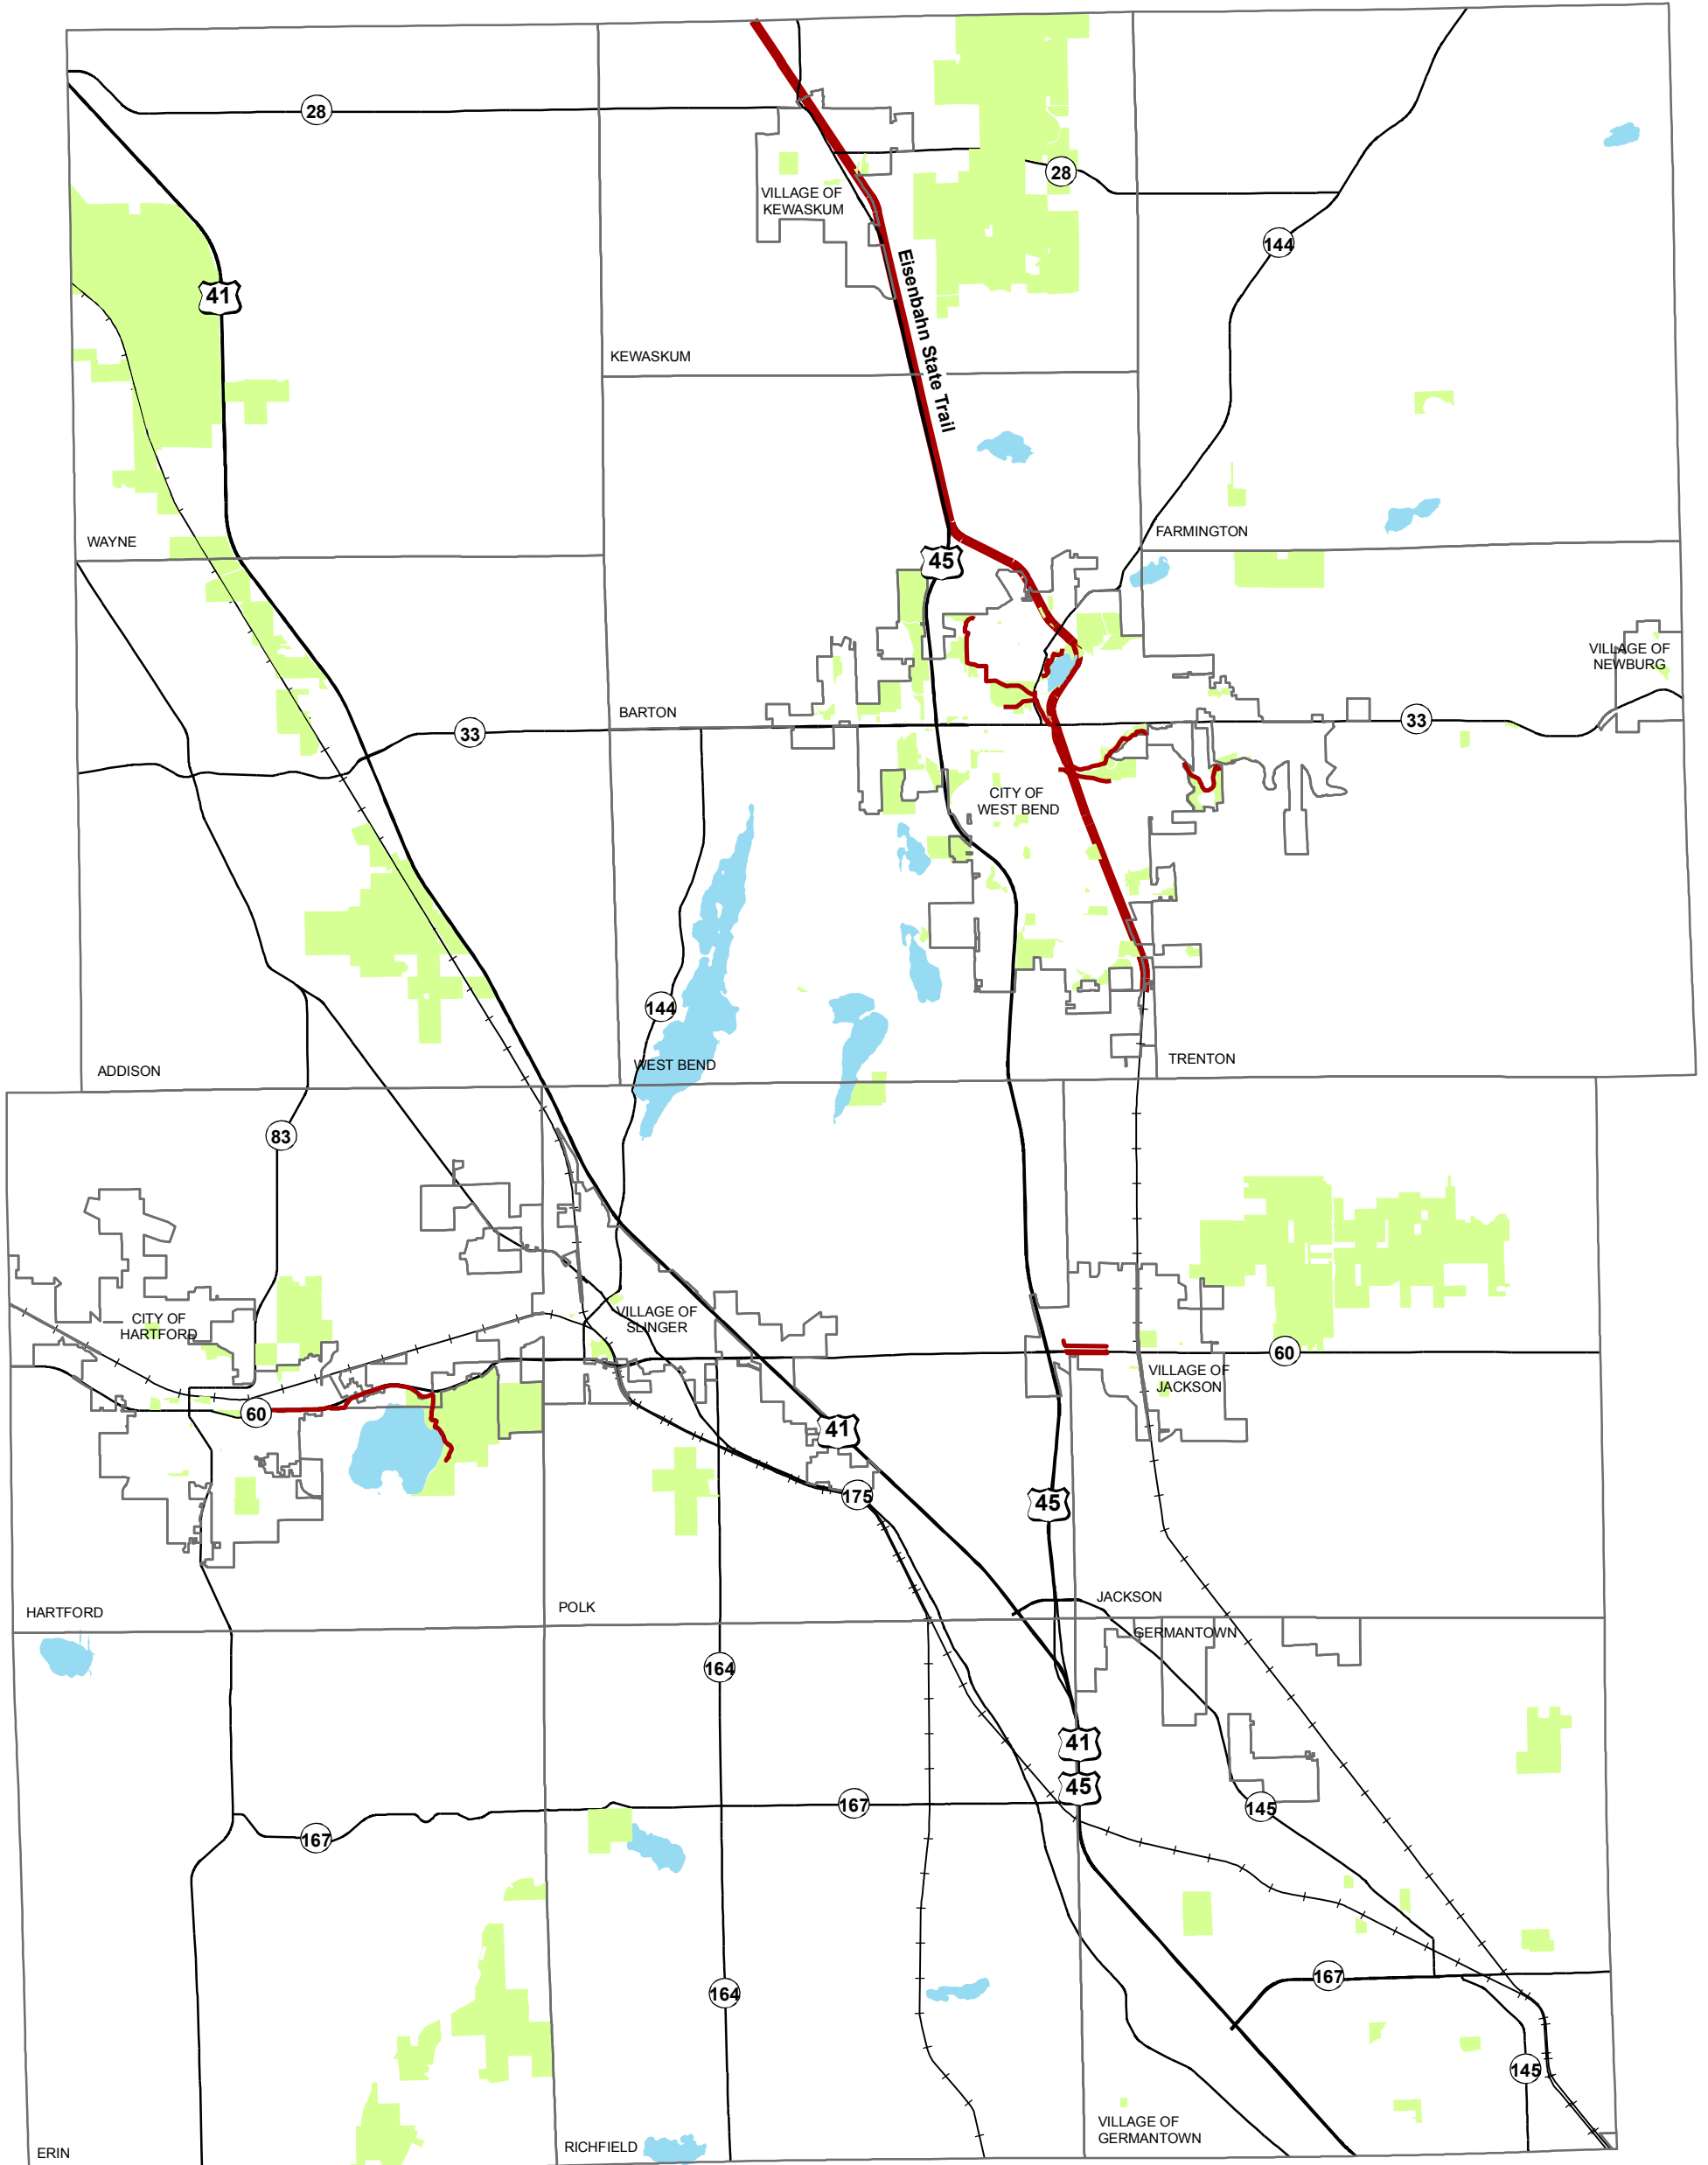 28
VILLAGE OF
KEWASKUM
28
144
41
Eisenbahn State Trail
KEWASKUM
WAYNE
FARMINGTON
45
VILLAGE OF
NEWBURG
BARTON
33
33
CITY OF
WEST BEND
144
WEST BEND
ADDISON
TRENTON
83
CITY OF
HARTFORD
VILLAGE OF
SLINGER
60
VILLAGE OF
JACKSON
60
41
175
45
HARTFORD
POLK
JACKSON
GERMANTOWN
164
41
45
167
145
167
164
167
145
ERIN
RICHFIELD
VILLAGE OF
GERMANTOWN